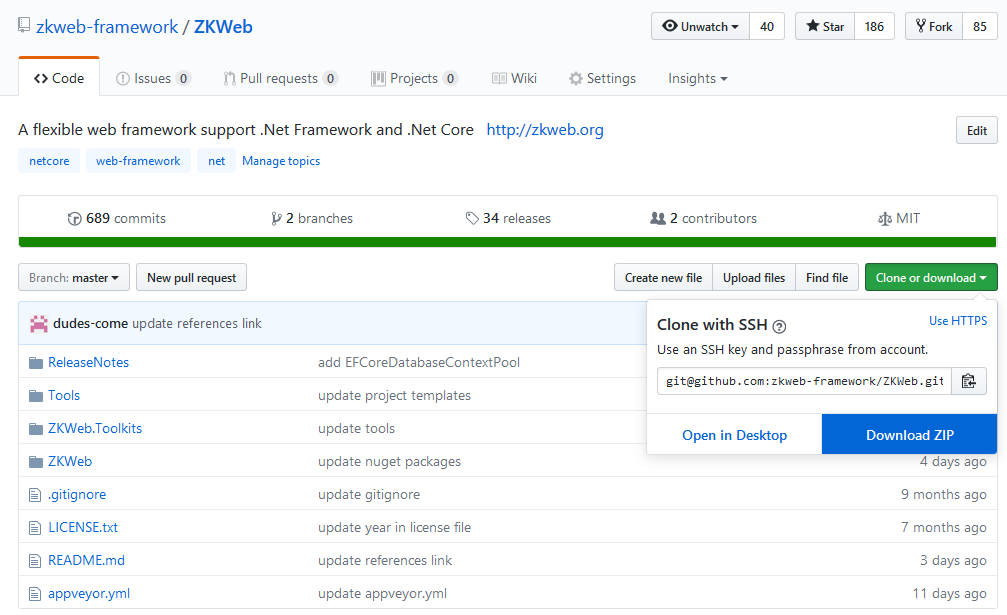 zkweb-framework / ZKWeb
Unwatch 40 Star 186 Fork 85
Code Issues 0 Pull requests 0 Projects 0 Wiki Settings Insights
A flexible web framework support .Net Framework and .Net Core http://zkweb.org Edit
netcore web-framework net Manage topics
689 commits 2 branches 34 releases 2 contributors MIT
Branch: master New pull request Create new file Upload files Find file Clone or download
dudes-come update references link
Clone with SSH ? Use HTTPS
Use an SSH key and passphrase from account.
git@github.com:zkweb-framework/ZKWeb.git
Open in Desktop Download ZIP
ReleaseNotes add EFCoreDatabaseContextPool
Tools update project templates
ZKWeb.Toolkits update tools
ZKWeb update nuget packages 4 days ago
.gitignore update gitignore 9 months ago
LICENSE.txt update year in license file 7 months ago
README.md update references link 3 days ago
appveyor.yml update appveyor.yml 11 days ago